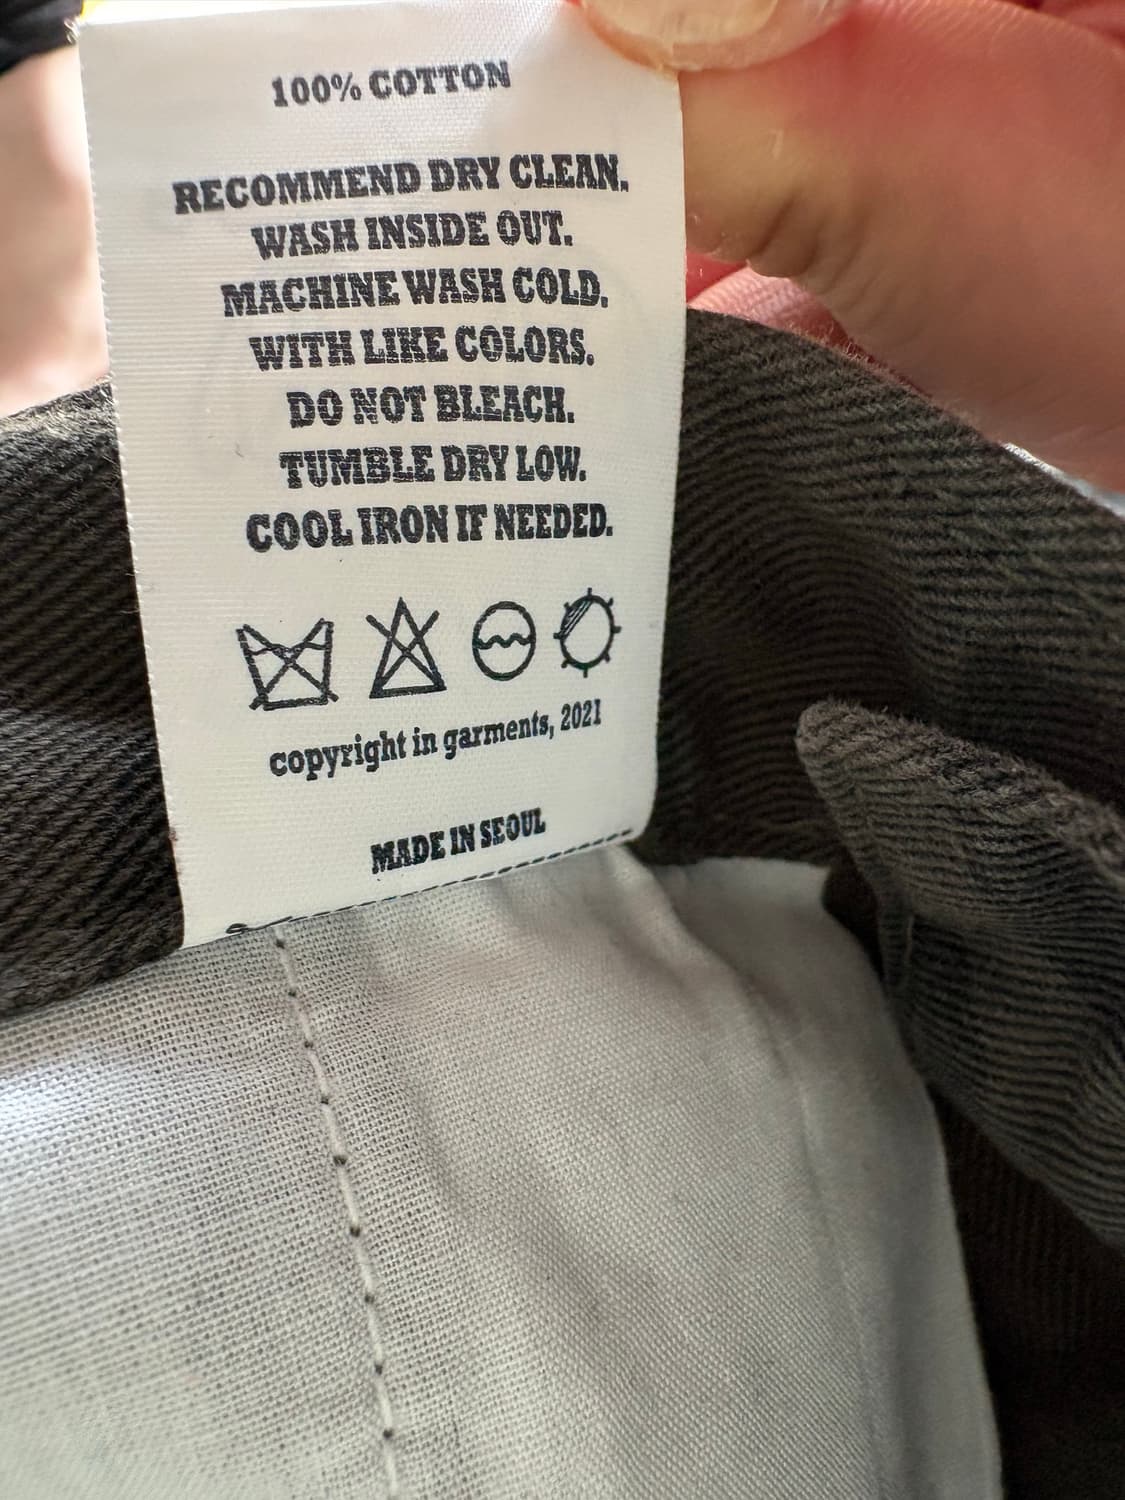 100% COTTON
RECOMMEND DRY CLEAN.
WASH INSIDE OUT.
MACHINE WASH COLD.
WITH LIKE COLORS.
DO NOT BLEACH.
TUMBLE DRY LOW.
COOL IRON IF NEEDED.
copyright in garments, 2021
MADE IN SEOUL